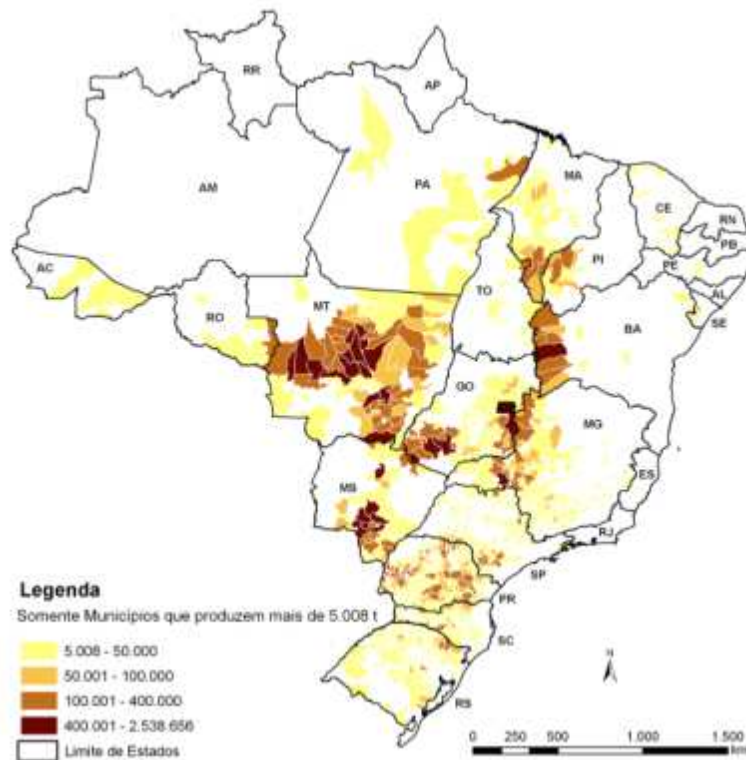 RR
AP
AM
PA
MA
CE
RN
PB
PE
PI
AL
SE
AC
RO
MT
TO
BA
GO
MG
MS
ES
RJ
SP
PR
SC
RS
Legenda
Somente Municípios que produzem mais de 5.008 t
5.008 - 50.000
50.001 - 100.000
100.001 - 400.000
400.001 - 2.538.656
Limite de Estados
N
0 250 500 1.000 1.500
km